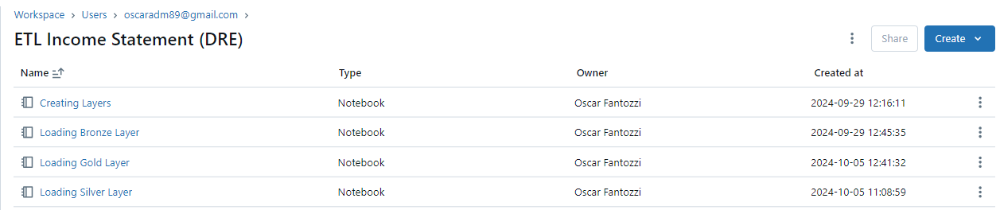 Workspace > Users > oscaradm89@gmail.com >
ETL Income Statement (DRE)
Share
Create
Name Type Owner Created at
Creating Layers Notebook Oscar Fantozzi 2024-09-29 12:16:11
Loading Bronze Layer Notebook Oscar Fantozzi 2024-09-29 12:45:35
Loading Gold Layer Notebook Oscar Fantozzi 2024-10-05 12:41:32
Loading Silver Layer Notebook Oscar Fantozzi 2024-10-05 11:08:59